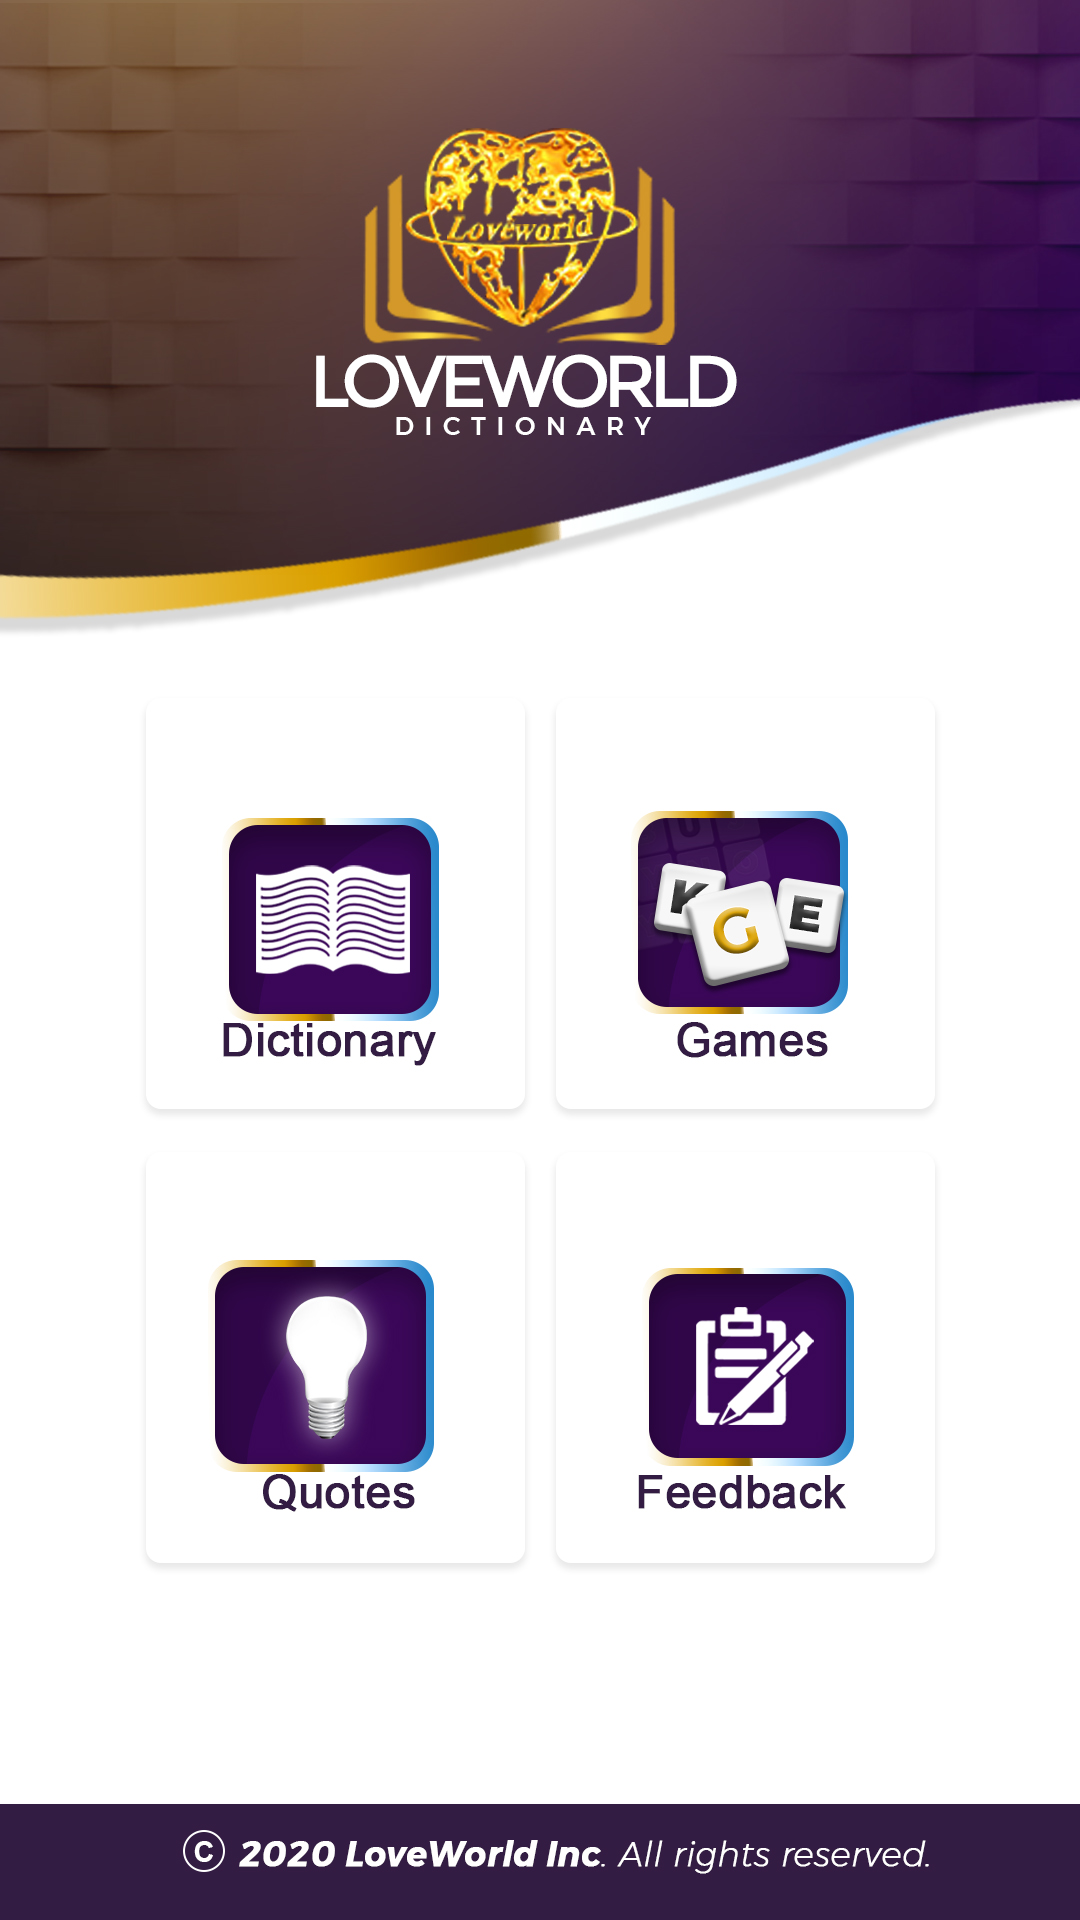 Loveworld
LOVEWORLD
DICTIONARY
U
K G E
Dictionary
Games
Quotes
Feedback
© 2020 LoveWorld Inc. All rights reserved.